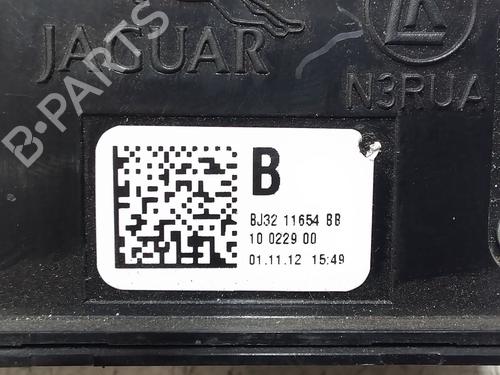 JAGUAR
N3RUA
B
BJ32 11654 BB
10 0229 00
01.11.12 15:49
B-PARTS